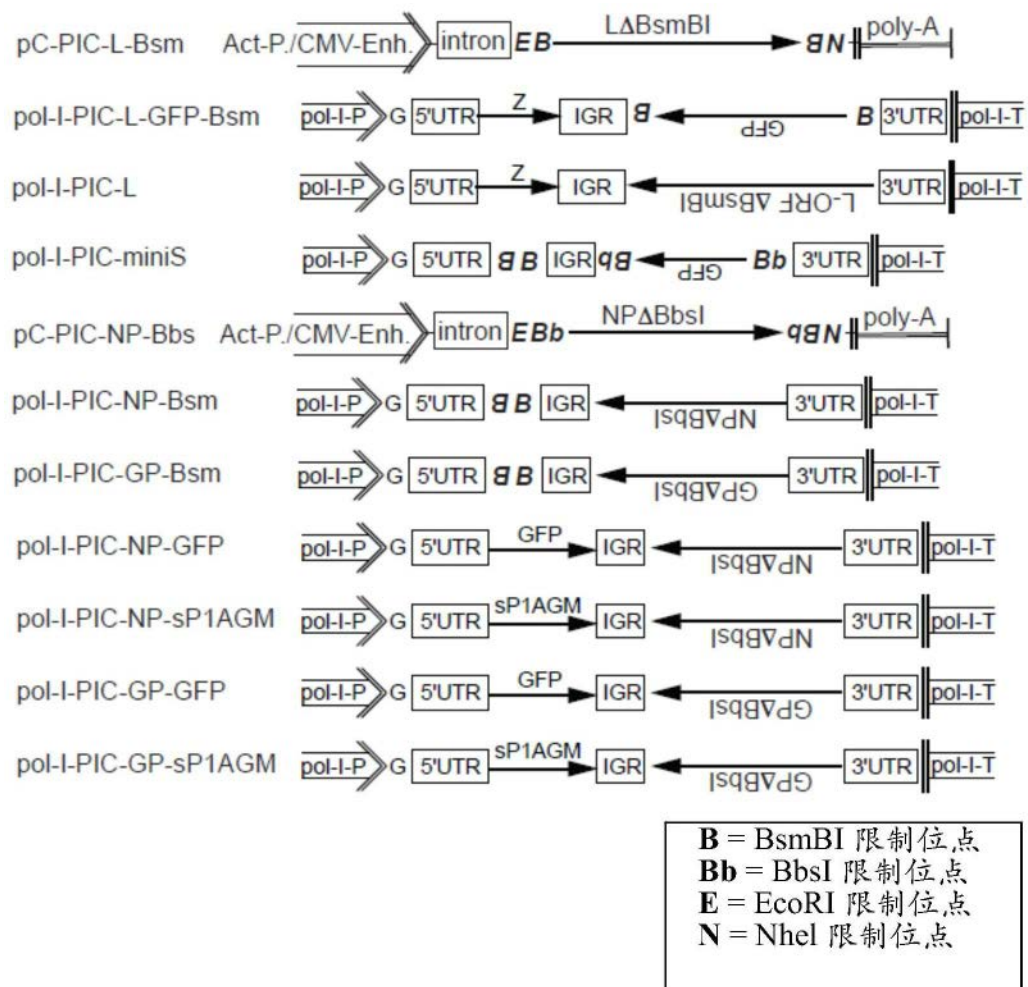 pC-PIC-L-Bsm Act-P./CMV-Enh. intron EB LΔBsmBI BN poly-A
pol-I-PIC-L-GFP-Bsm pol-I-P G 5'UTR Z IGR B GFP B 3'UTR pol-I-T
pol-I-PIC-L pol-I-P G 5'UTR Z IGR L-ORF ΔBsmBI 3'UTR pol-I-T
pol-I-PIC-miniS pol-I-P G 5'UTR B B IGR Bb GFP Bb 3'UTR pol-I-T
pC-PIC-NP-Bbs Act-P./CMV-Enh. intron EBb NPΔBbsI BbN poly-A
pol-I-PIC-NP-Bsm pol-I-P G 5'UTR B B IGR NPΔBbsI 3'UTR pol-I-T
pol-I-PIC-GP-Bsm pol-I-P G 5'UTR B B IGR GPΔBbsI 3'UTR pol-I-T
pol-I-PIC-NP-GFP pol-I-P G 5'UTR GFP IGR NPΔBbsI 3'UTR pol-I-T
pol-I-PIC-NP-sP1AGM pol-I-P G 5'UTR sP1AGM IGR NPΔBbsI 3'UTR pol-I-T
pol-I-PIC-GP-GFP pol-I-P G 5'UTR GFP IGR GPΔBbsI 3'UTR pol-I-T
pol-I-PIC-GP-sP1AGM pol-I-P G 5'UTR sP1AGM IGR GPΔBbsI 3'UTR pol-I-T
B = BsmBI 限制位点
Bb = BbsI 限制位点
E = EcoRI 限制位点
N = Nhel 限制位点